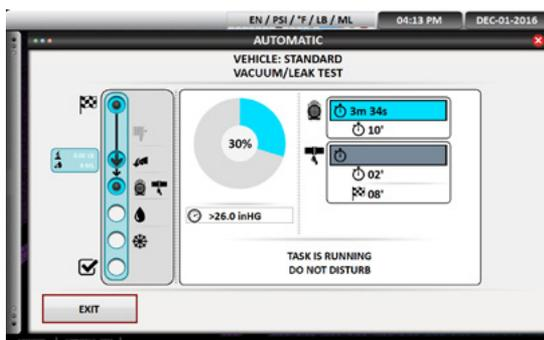 EN / PSI / °F / LB / ML 04:13 PM DEC-01-2016
AUTOMATIC
VEHICLE: STANDARD
VACUUM/LEAK TEST
3m 34s
10'
30%
02'
08'
>26.0 inHG
TASK IS RUNNING
DO NOT DISTURB
EXIT